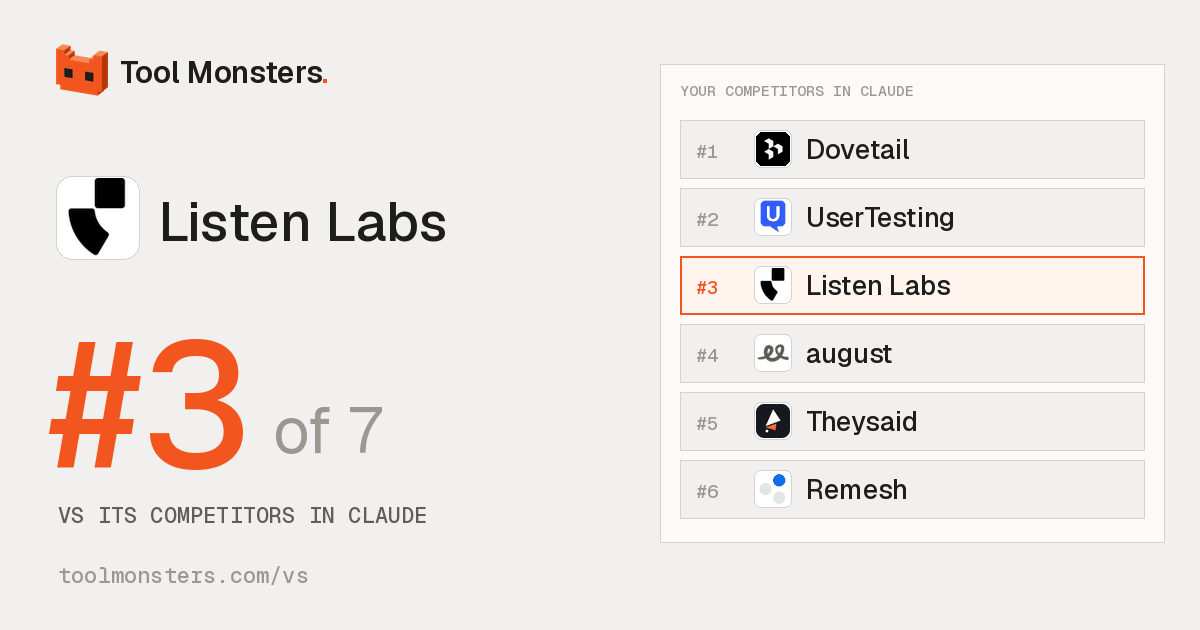 Tool Monsters.
Listen Labs
#3 of 7
VS ITS COMPETITORS IN CLAUDE
toolmonsters.com/vs
YOUR COMPETITORS IN CLAUDE
#1 Dovetail
#2 UserTesting
#3 Listen Labs
#4 august
#5 Theysaid
#6 Remesh